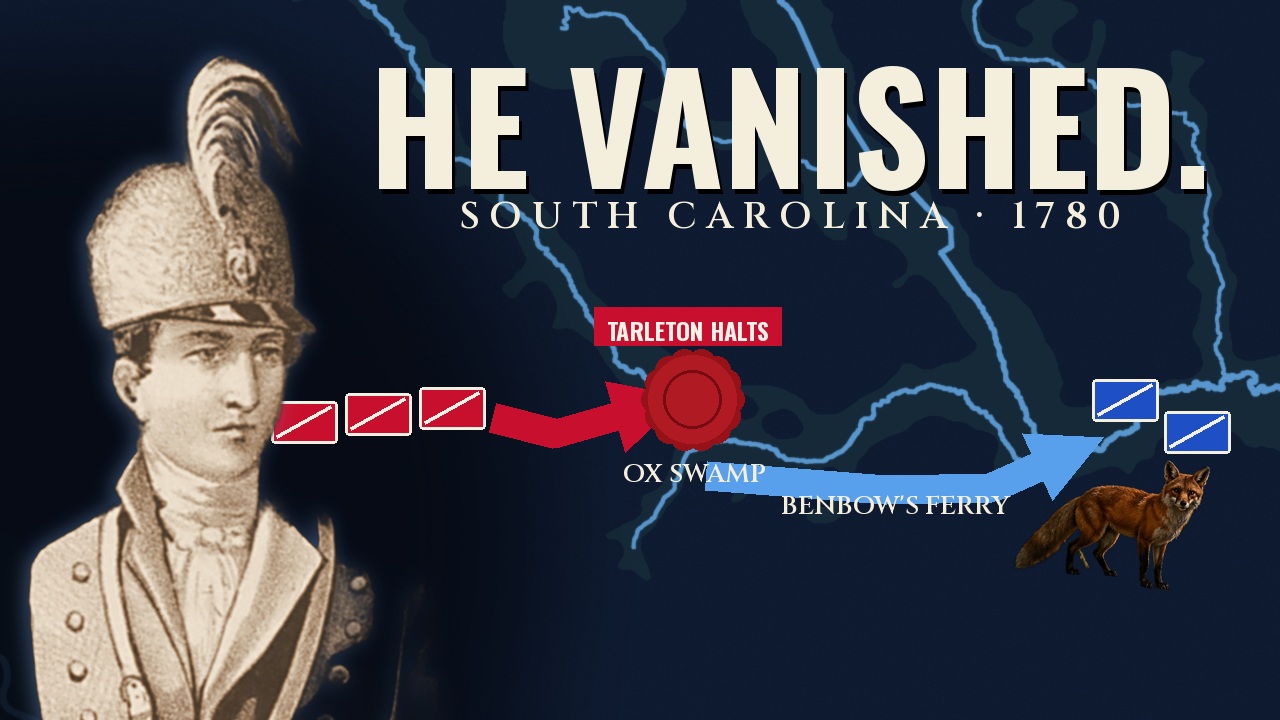 HE VANISHED.
SOUTH CAROLINA · 1780
TARLETON HALTS
OX SWAMP
BENBOW'S FERRY